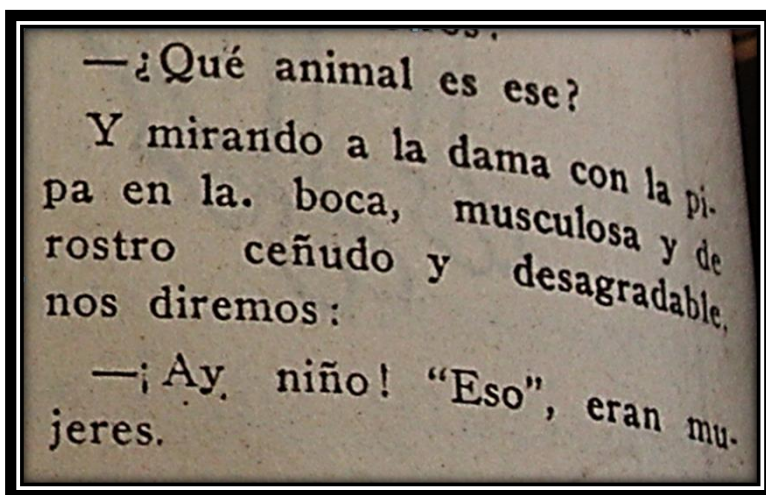 —¿Qué animal es ese?
Y mirando a la dama con la pi-
pa en la. boca, musculosa y de
rostro ceñudo y desagradable,
nos diremos:
—¡Ay, niño! “Eso”, eran mu-
jeres.